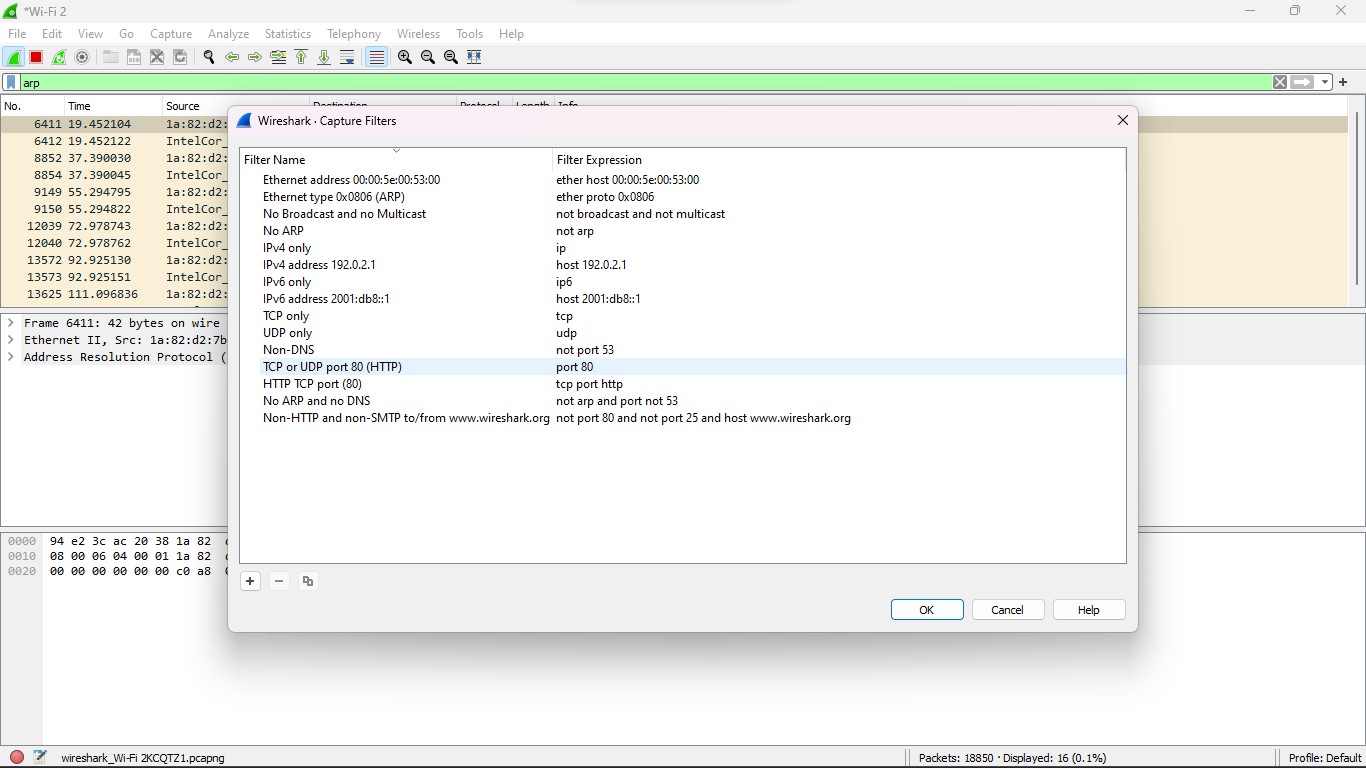 *Wi-Fi 2
File Edit View Go Capture Analyze Statistics Telephony Wireless Tools Help
arp
No. Time Source Destination Protocol Length Info
6411 19.452104 1a:82:d2:
6412 19.452122 IntelCor_
8852 37.390030 1a:82:d2:
8854 37.390045 IntelCor_
9149 55.294795 1a:82:d2:
9150 55.294822 IntelCor_
12039 72.978743 1a:82:d2:
12040 72.978762 IntelCor_
13572 92.925130 1a:82:d2:
13573 92.925151 IntelCor_
13625 111.096836 1a:82:d2:
Frame 6411: 42 bytes on wire
Ethernet II, Src: 1a:82:d2:7b
Address Resolution Protocol (
0000 94 e2 3c ac 20 38 1a 82
0010 08 00 06 04 00 01 1a 82
0020 00 00 00 00 00 00 c0 a8
Wireshark · Capture Filters
Filter Name Filter Expression
Ethernet address 00:00:5e:00:53:00 ether host 00:00:5e:00:53:00
Ethernet type 0x0806 (ARP) ether proto 0x0806
No Broadcast and no Multicast not broadcast and not multicast
No ARP not arp
IPv4 only ip
IPv4 address 192.0.2.1 host 192.0.2.1
IPv6 only ip6
IPv6 address 2001:db8::1 host 2001:db8::1
TCP only tcp
UDP only udp
Non-DNS not port 53
TCP or UDP port 80 (HTTP) port 80
HTTP TCP port (80) tcp port http
No ARP and no DNS not arp and port not 53
Non-HTTP and non-SMTP to/from www.wireshark.org not port 80 and not port 25 and host www.wireshark.org
OK Cancel Help
wireshark_Wi-Fi 2KCQTZ1.pcapng Packets: 18850 · Displayed: 16 (0.1%) Profile: Default